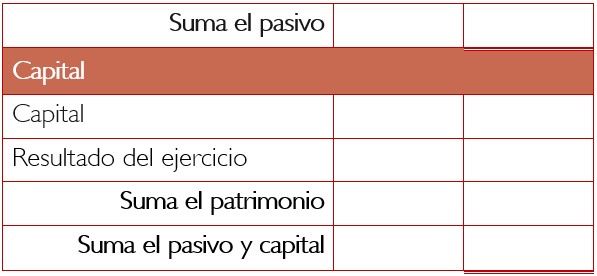 Suma el pasivo
Capital
Capital
Resultado del ejercicio
Suma el patrimonio
Suma el pasivo y capital